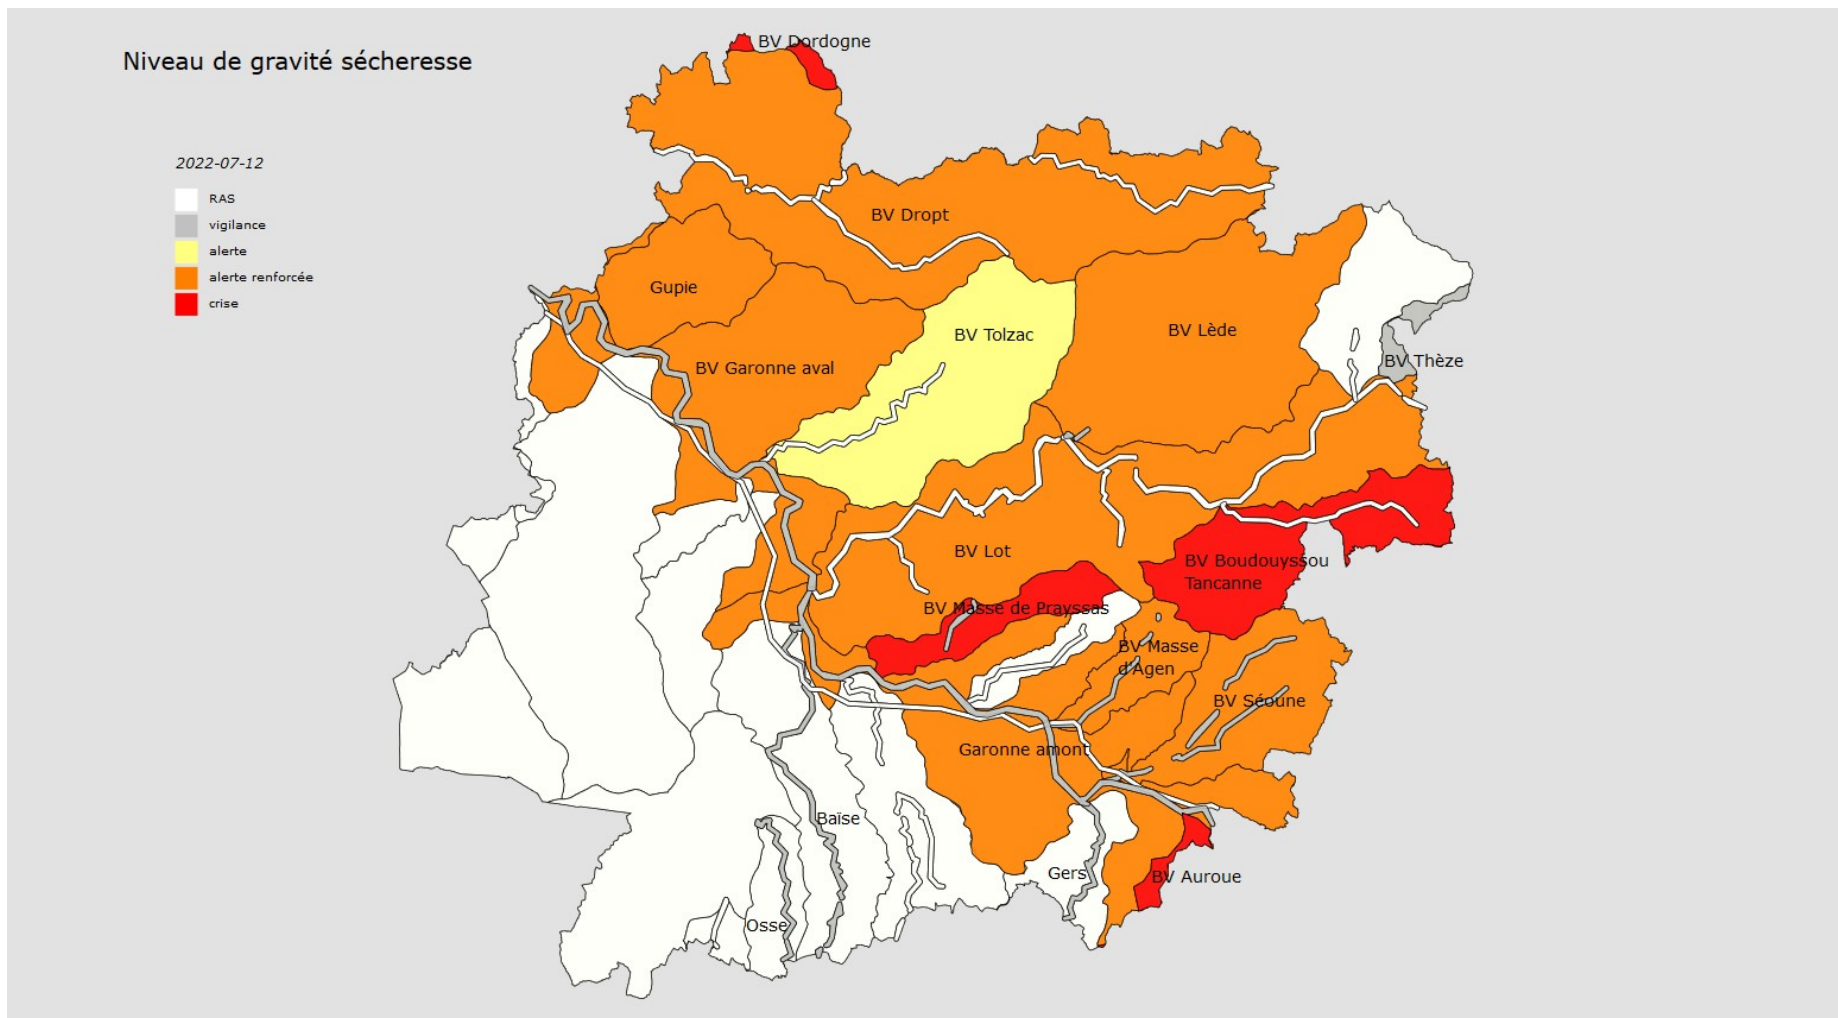 Niveau de gravité sécheresse
2022-07-12
RAS
vigilance
alerte
alerte renforcée
crise
BV Dordogne
BV Dropt
Gupie
BV Tolzac
BV Lède
BV Garonne aval
BV Thèze
BV Lot
BV Boudouyssou
Tancanne
BV Masse de Prayssas
BV Masse
d'Agen
BV Séoune
Garonne amont
Baïse
Gers
BV Auroue
Osse